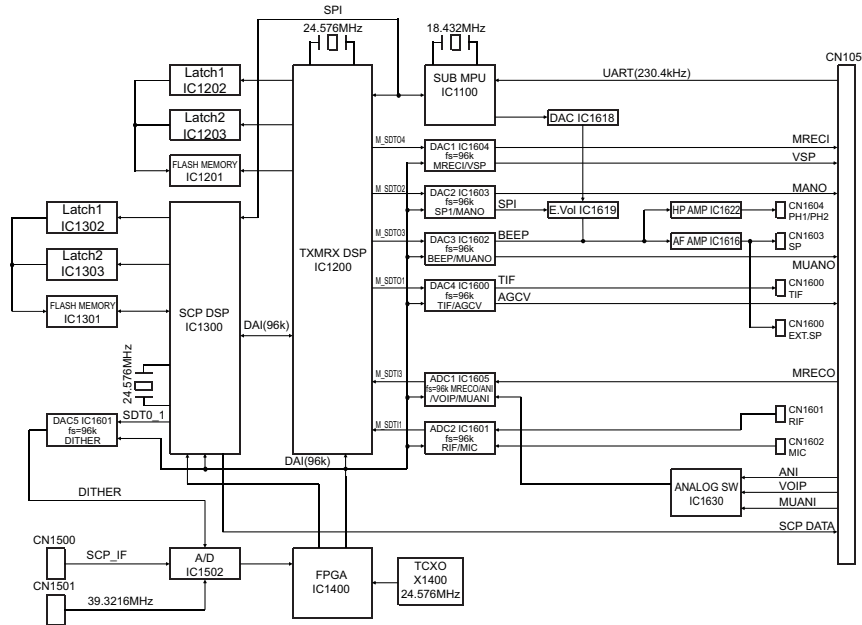 SPI
24.576MHz
18.432MHz
CN105
Latch1
IC1202
SUB MPU
IC1100
UART(230.4kHz)
Latch2
IC1203
DAC IC1618
FLASH MEMORY
IC1201
M_SDTO4
DAC1 IC1604
fs=96k
MRECI/VSP
MRECI
VSP
Latch1
IC1302
M_SDTO2
DAC2 IC1603
fs=96k
SP1/MANO
SPI
E.Vol IC1619
MANO
HP AMP IC1622
CN1604
PH1/PH2
TXMRX DSP
IC1200
M_SDTO3
DAC3 IC1602
fs=96k
BEEP/MUANO
BEEP
AF AMP IC1616
CN1603
SP
MUANO
Latch2
IC1303
M_SDTO1
DAC4 IC1600
fs=96k
TIF/AGCV
TIF
AGCV
CN1600
TIF
FLASH MEMORY
IC1301
SCP DSP
IC1300
DAI(96k)
CN1600
EXT.SP
24.576MHz
M_SDTI3
ADC1 IC1605
fs=96k MRECO/ANI
/VOIP/MUANI
MRECO
DAC5 IC1601
fs=96k
DITHER
SDT0_1
M_SDTI1
ADC2 IC1601
fs=96k
RIF/MIC
CN1601
RIF
CN1602
MIC
DAI(96k)
DITHER
ANALOG SW
IC1630
ANI
VOIP
MUANI
SCP DATA
CN1500
SCP_IF
A/D
IC1502
FPGA
IC1400
TCXO
X1400
24.576MHz
CN1501
39.3216MHz